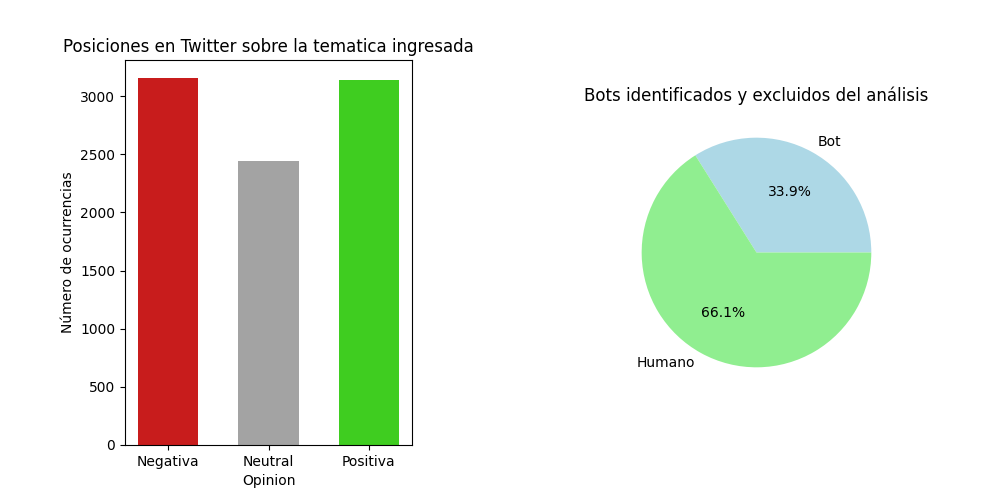 Posiciones en Twitter sobre la tematica ingresada
Número de ocurrencias
3000
2500
2000
1500
1000
500
0
Negativa
Neutral
Positiva
Opinion
Bots identificados y excluidos del análisis
Bot
33.9%
66.1%
Humano